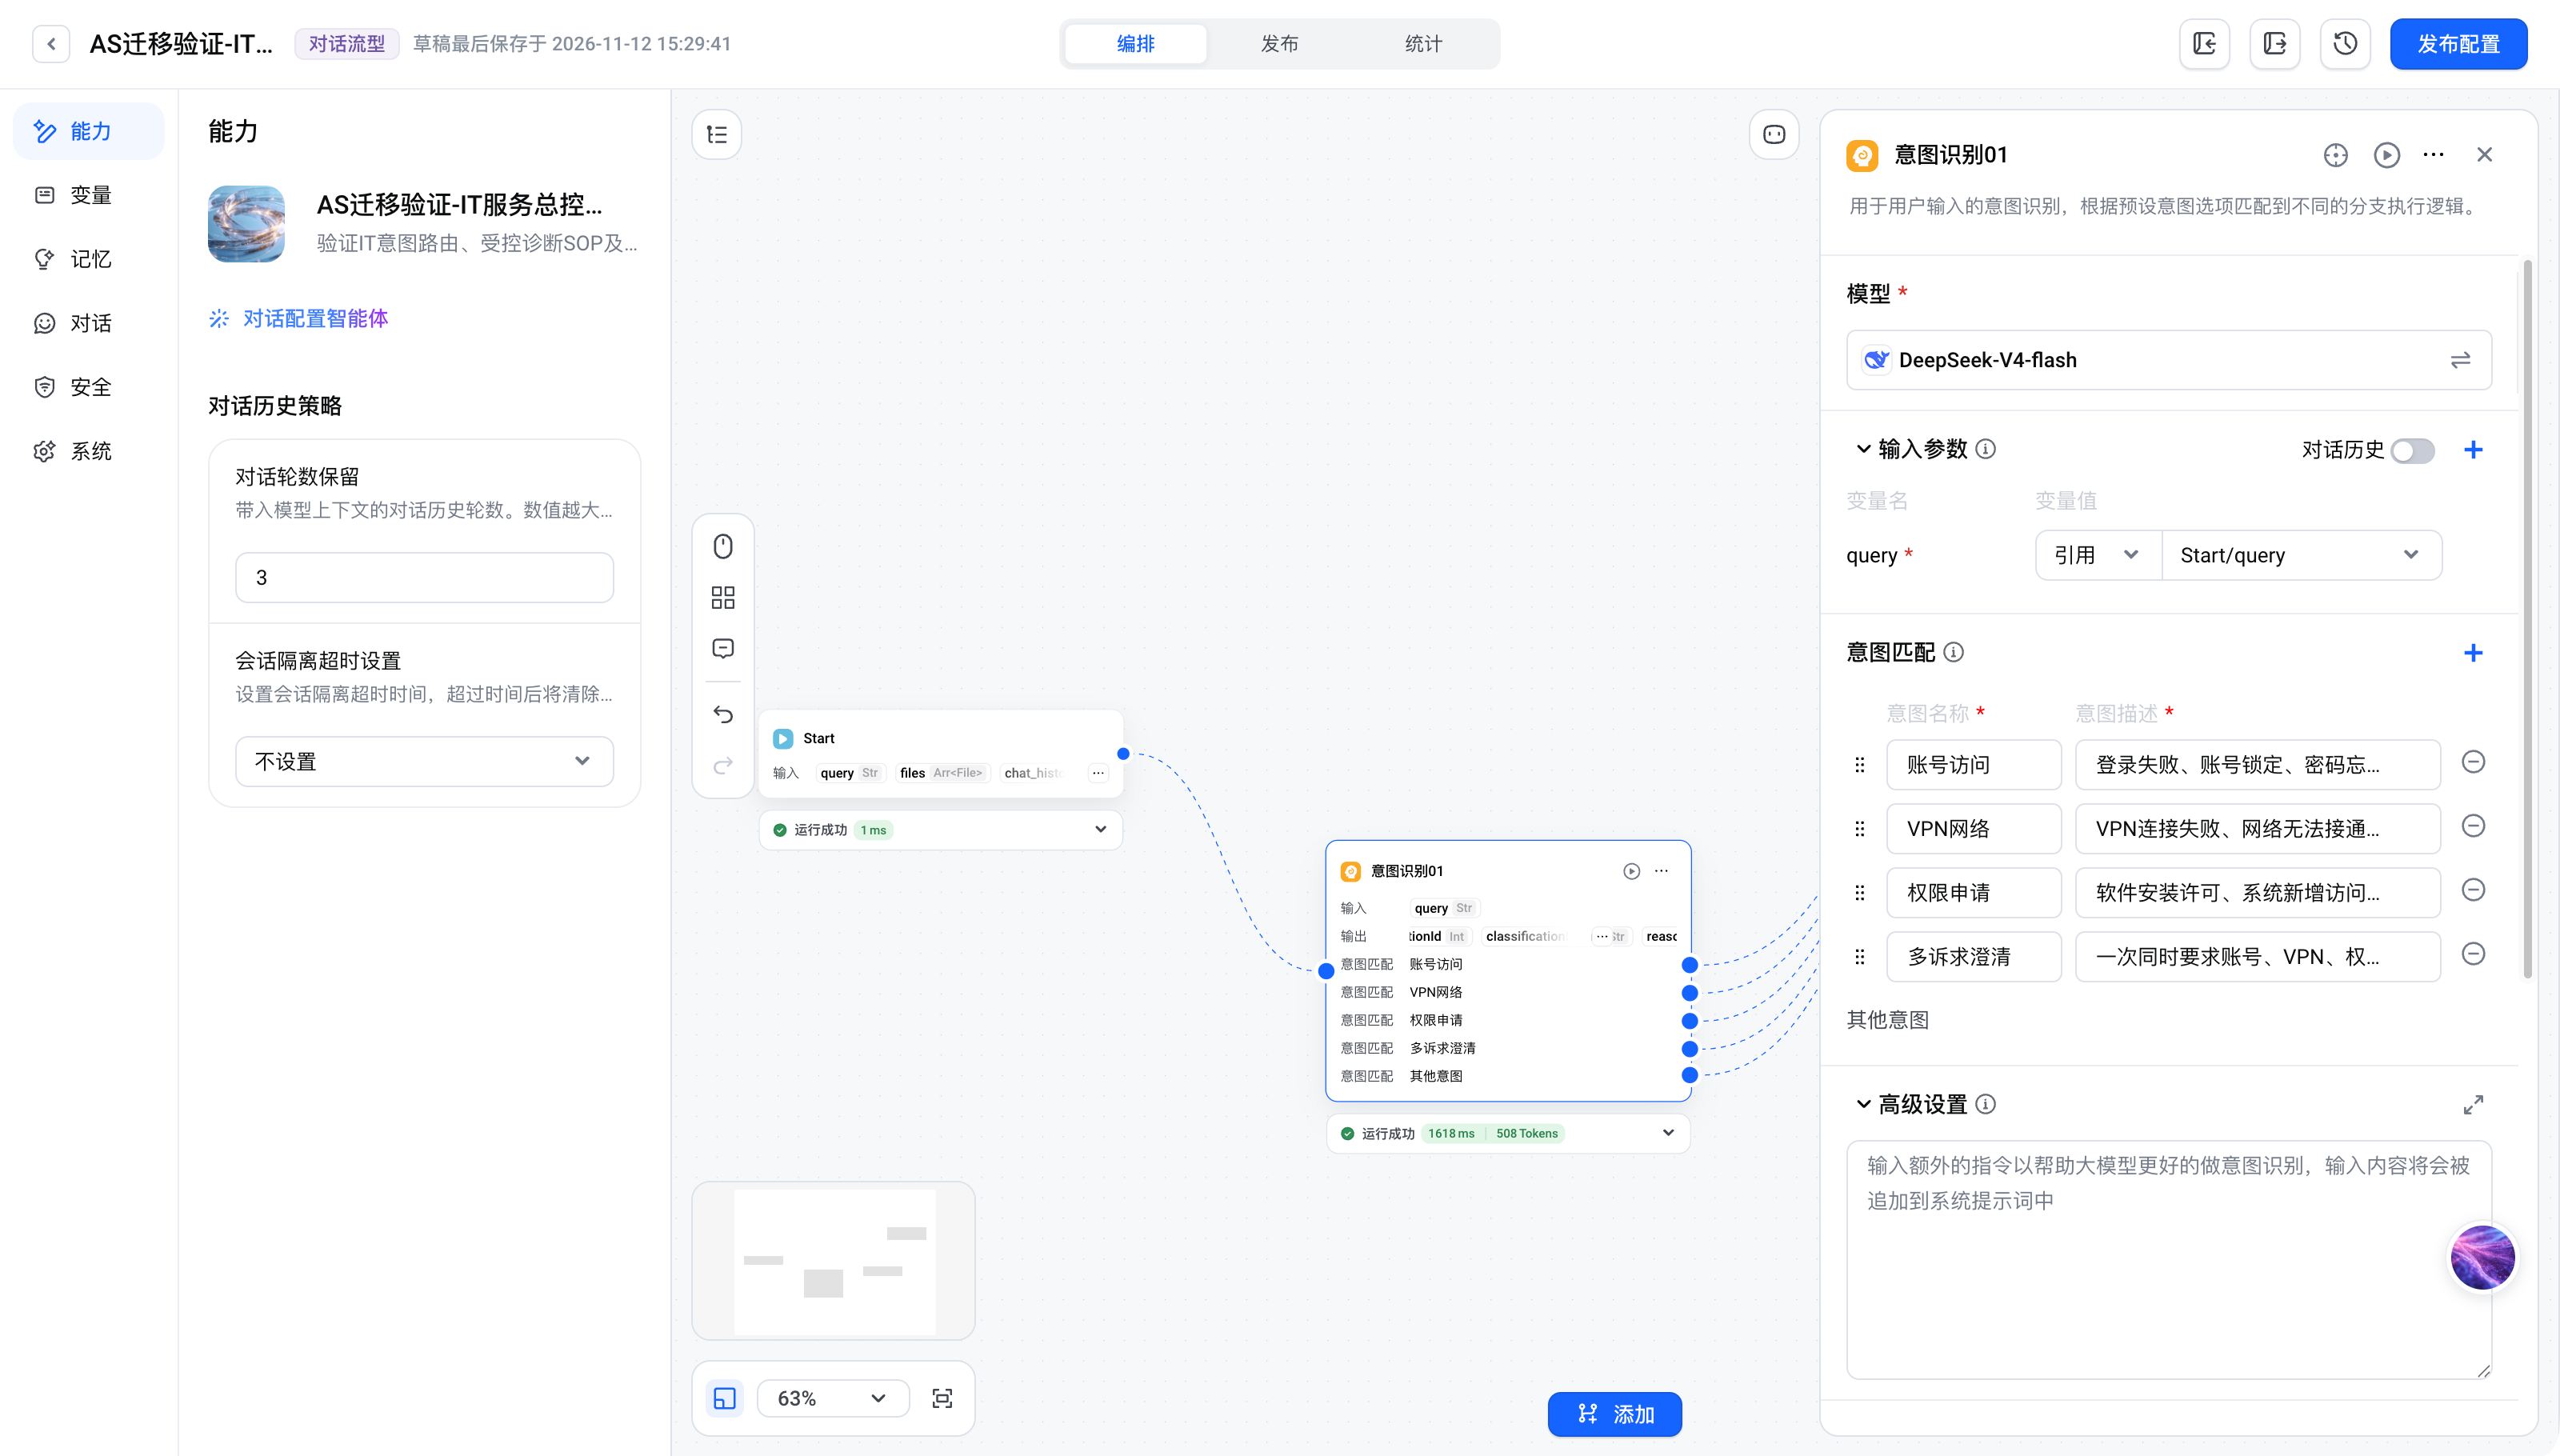 AS迁移验证-IT...
对话流型
草稿最后保存于 2026-11-12 15:29:41
编排
发布
统计
发布配置
能力
变量
记忆
对话
安全
系统
能力
AS迁移验证-IT服务总控...
验证IT意图路由、受控诊断SOP及...
对话配置智能体
对话历史策略
对话轮数保留
带入模型上下文的对话历史轮数。数值越大...
3
会话隔离超时设置
设置会话隔离超时时间，超过时间后将清除...
不设置
Start
输入 query Str files Arr<File> chat_histo ...
运行成功 1 ms
意图识别01
输入 query Str
输出 tionId Int classification ... Str reaso
意图匹配 账号访问
意图匹配 VPN网络
意图匹配 权限申请
意图匹配 多诉求澄清
意图匹配 其他意图
运行成功 1618 ms 508 Tokens
63%
添加
意图识别01
用于用户输入的意图识别，根据预设意图选项匹配到不同的分支执行逻辑。
模型 *
DeepSeek-V4-flash
输入参数
对话历史
变量名 变量值
query * 引用 Start/query
意图匹配
意图名称 * 意图描述 *
账号访问 登录失败、账号锁定、密码忘...
VPN网络 VPN连接失败、网络无法接通...
权限申请 软件安装许可、系统新增访问...
多诉求澄清 一次同时要求账号、VPN、权...
其他意图
高级设置
输入额外的指令以帮助大模型更好的做意图识别，输入内容将会被
追加到系统提示词中